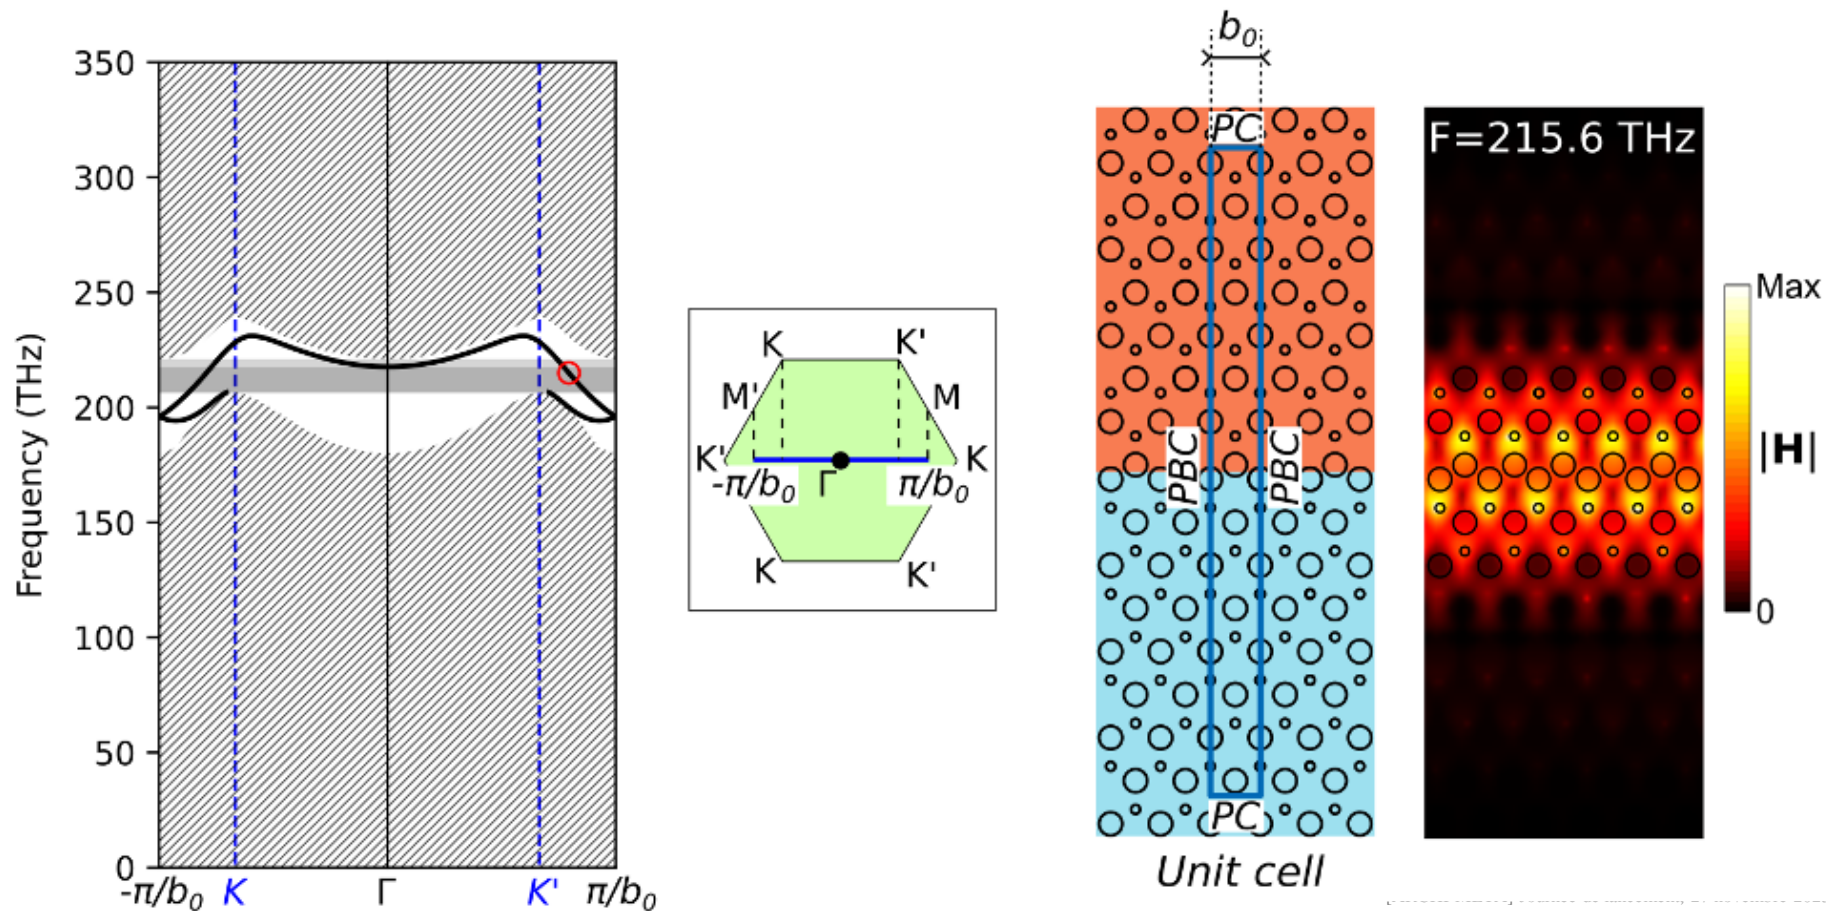 350
300
250
200
150
100
50
0
Frequency (THz)
-π/b₀
K
Γ
K'
π/b₀
K
K'
M'
M
K'
K
-π/b₀
Γ
π/b₀
K
K'
b₀
PC
PBC
PBC
PC
Unit cell
F=215.6 THz
Max
|H|
0